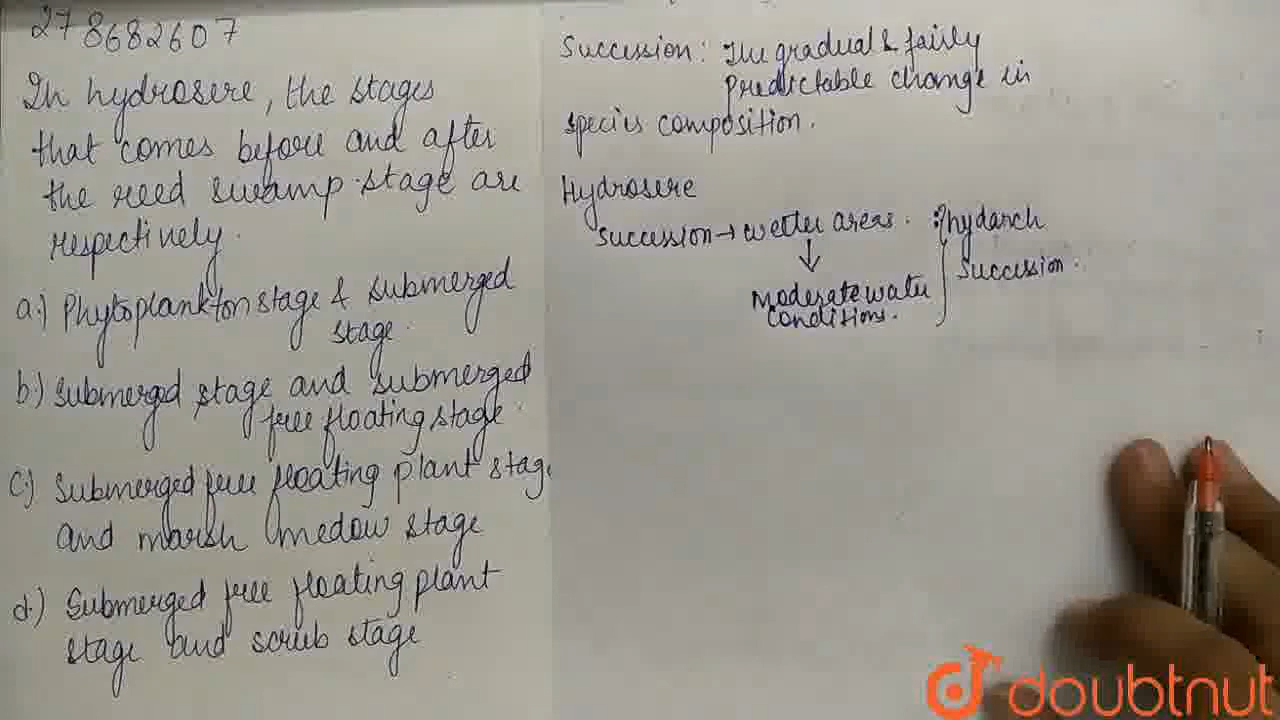 278682607
In hydrosere, the stages
that comes before and after
the reed swamp stage are
respectively.
a.) Phytoplankton stage & submerged
stage.
b.) Submerged stage and submerged
free floating stage.
c.) Submerged free floating plant stage
and marsh medow stage
d.) Submerged free floating plant
stage and scrub stage
Succession: The gradual & fairly
predictable change in
species composition.
Hydrosere
Succession → wetter areas.
↓
Moderate water
conditions.
hydarch
succession.
doubtnut